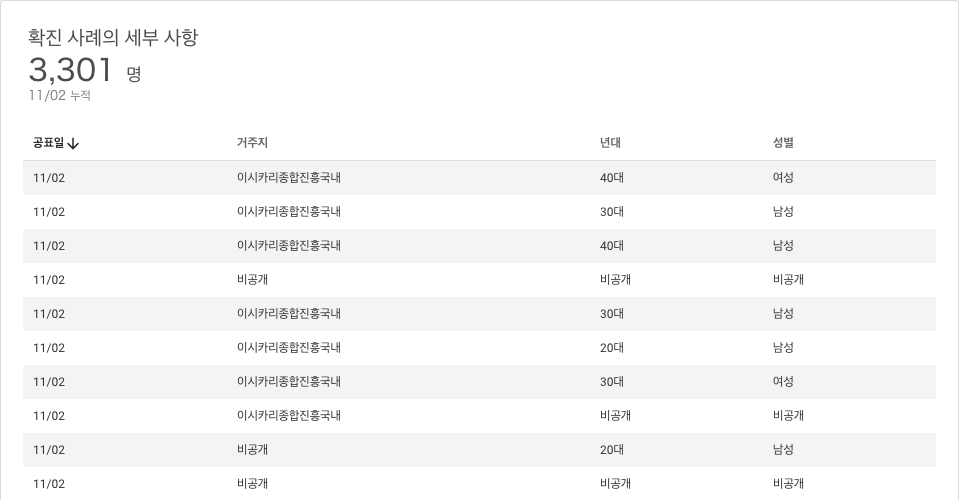 확진 사례의 세부 사항
3,301 명
11/02 누적
공표일 거주지 년대 성별
11/02 이시카리종합진흥국내 40대 여성
11/02 이시카리종합진흥국내 30대 남성
11/02 이시카리종합진흥국내 40대 남성
11/02 비공개 비공개 비공개
11/02 이시카리종합진흥국내 30대 남성
11/02 이시카리종합진흥국내 20대 남성
11/02 이시카리종합진흥국내 30대 여성
11/02 이시카리종합진흥국내 비공개 비공개
11/02 비공개 20대 남성
11/02 비공개 비공개 비공개